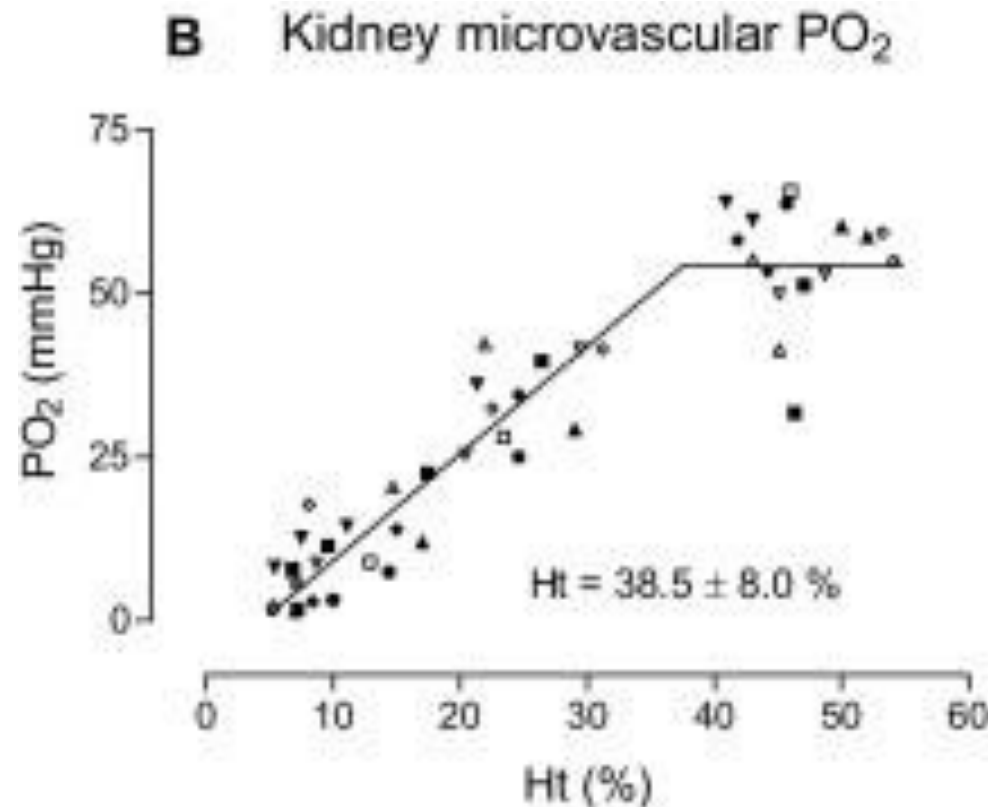 B Kidney microvascular PO₂
75
50
25
0
PO₂ (mmHg)
Ht = 38.5 ± 8.0 %
0 10 20 30 40 50 60
Ht (%)